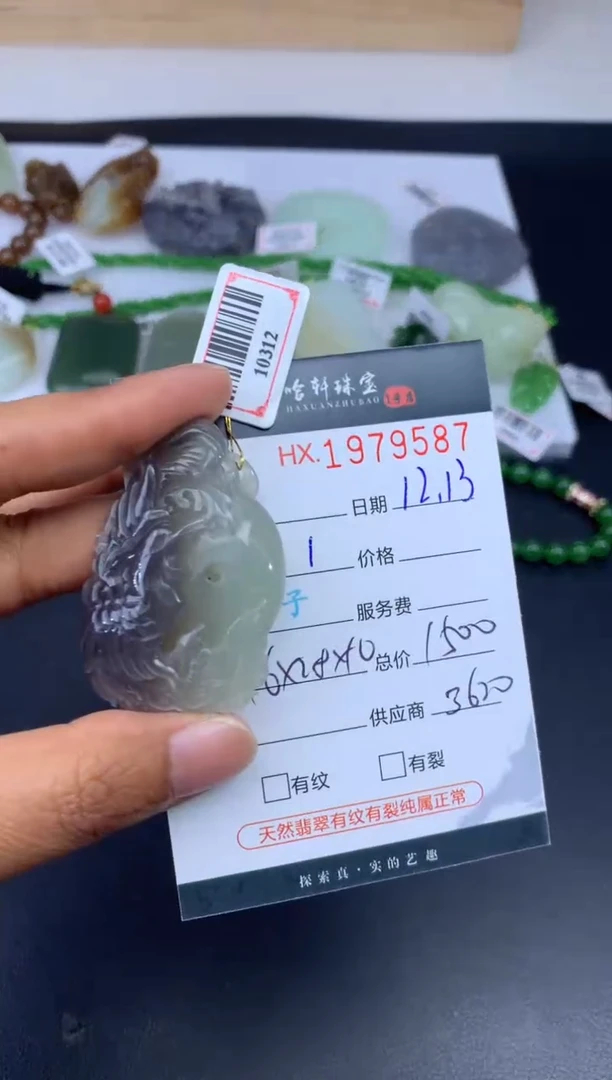 10312
哈轩珠宝
HAXUANZHUBAO
HX.1979587
日期 12.13
1 价格
子 服务费
6X28X40 总价 1500
供应商 3600
有纹 有裂
天然翡翠有纹有裂纯属正常
探索真·实的艺趣